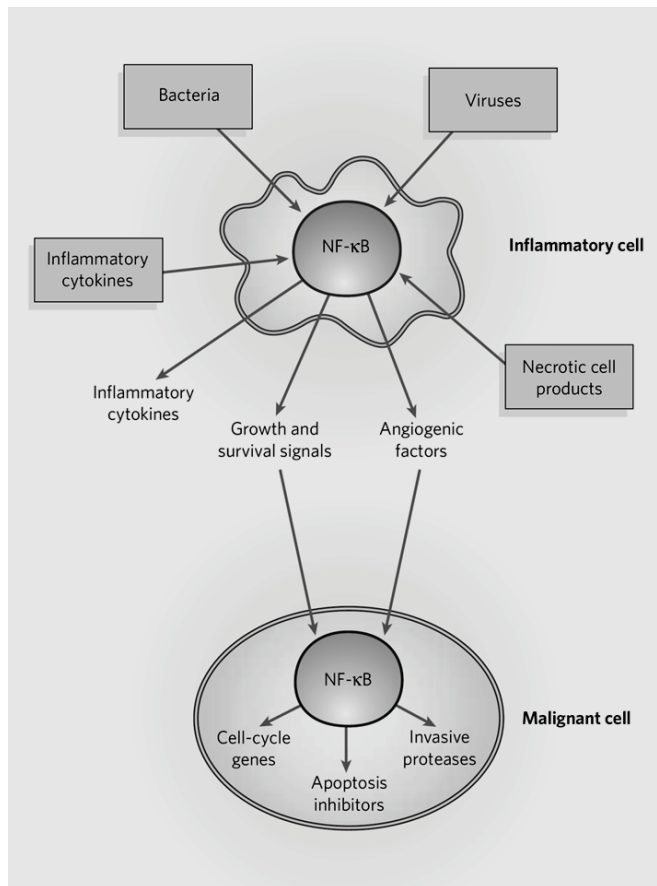 Bacteria
Viruses
NF-κB
Inflammatory cell
Inflammatory
cytokines
Necrotic cell
products
Inflammatory
cytokines
Growth and
survival signals
Angiogenic
factors
NF-κB
Malignant cell
Cell-cycle
genes
Invasive
proteases
Apoptosis
inhibitors